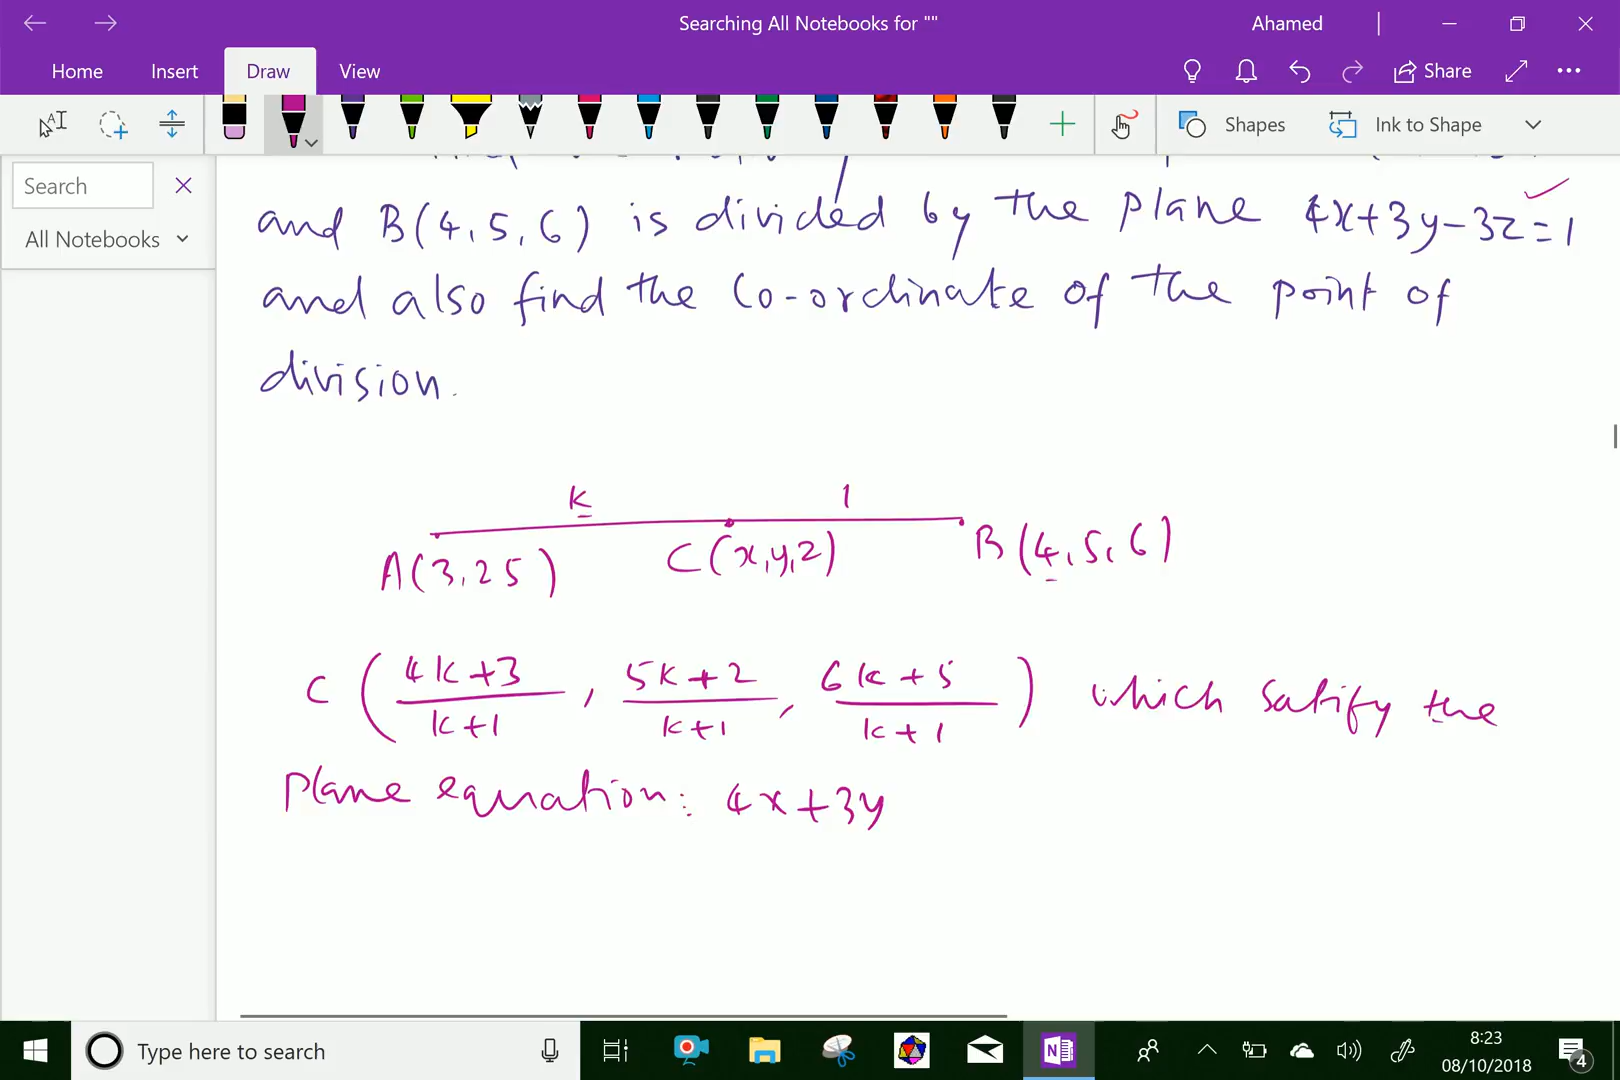 Searching All Notebooks for ""
Ahamed
Home Insert Draw View
Share
Shapes Ink to Shape
Search
All Notebooks
and B(4,5,6) is divided by the plane 4x+3y-3z=1
and also find the co-ordinate of the point of
division.
k 1
A(3,2 5) C(x,y,z) B(4,5,6)
C ( 4k+3/k+1 , 5k+2/k+1 , 6k+5/k+1 ) which satify the
plane equation: 4x+3y
Type here to search
8:23
08/10/2018
4